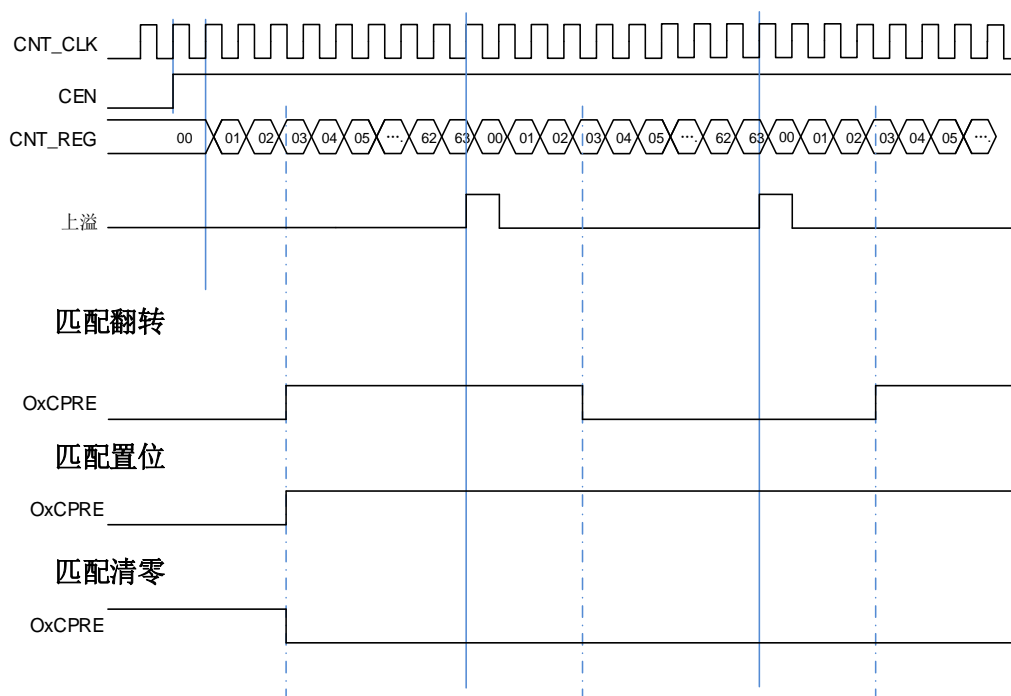 CNT_CLK
CEN
CNT_REG 00 01 02 03 04 05 ···. 62 63 00 01 02 03 04 05 ···. 62 63 00 01 02 03 04 05 ···.
上溢
匹配翻转
OxCPRE
匹配置位
OxCPRE
匹配清零
OxCPRE